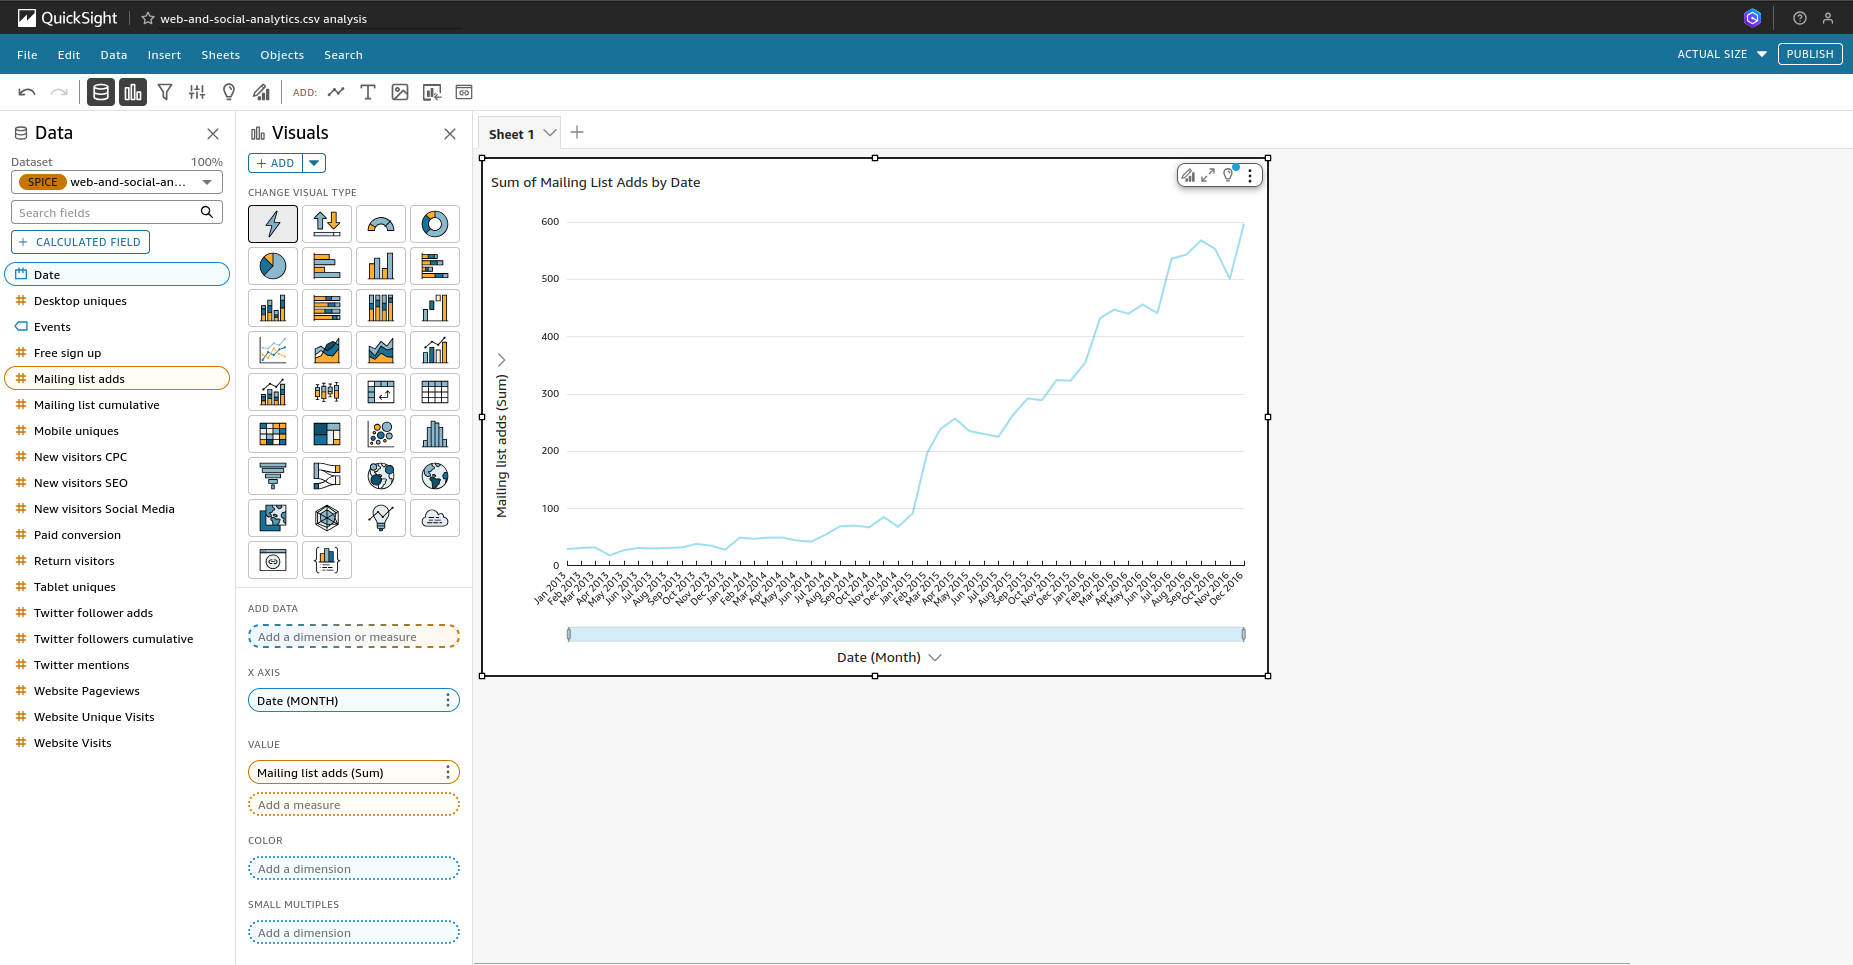 QuickSight
web-and-social-analytics.csv analysis
File Edit Data Insert Sheets Objects Search
ACTUAL SIZE PUBLISH
ADD:
Data
Dataset 100%
SPICE web-and-social-an...
Search fields
+ CALCULATED FIELD
Date
Desktop uniques
Events
Free sign up
Mailing list adds
Mailing list cumulative
Mobile uniques
New visitors CPC
New visitors SEO
New visitors Social Media
Paid conversion
Return visitors
Tablet uniques
Twitter follower adds
Twitter followers cumulative
Twitter mentions
Website Pageviews
Website Unique Visits
Website Visits
Visuals
+ ADD
CHANGE VISUAL TYPE
ADD DATA
Add a dimension or measure
X AXIS
Date (MONTH)
VALUE
Mailing list adds (Sum)
Add a measure
COLOR
Add a dimension
SMALL MULTIPLES
Add a dimension
Sheet 1
Sum of Mailing List Adds by Date
Mailing list adds (Sum)
600
500
400
300
200
100
0
Jan 2013
Feb 2013
Mar 2013
Apr 2013
May 2013
Jun 2013
Jul 2013
Aug 2013
Sep 2013
Oct 2013
Nov 2013
Dec 2013
Jan 2014
Feb 2014
Mar 2014
Apr 2014
May 2014
Jun 2014
Jul 2014
Aug 2014
Sep 2014
Oct 2014
Nov 2014
Dec 2014
Jan 2015
Feb 2015
Mar 2015
Apr 2015
May 2015
Jun 2015
Jul 2015
Aug 2015
Sep 2015
Oct 2015
Nov 2015
Dec 2015
Jan 2016
Feb 2016
Mar 2016
Apr 2016
May 2016
Jun 2016
Jul 2016
Aug 2016
Sep 2016
Oct 2016
Nov 2016
Dec 2016
Date (Month)